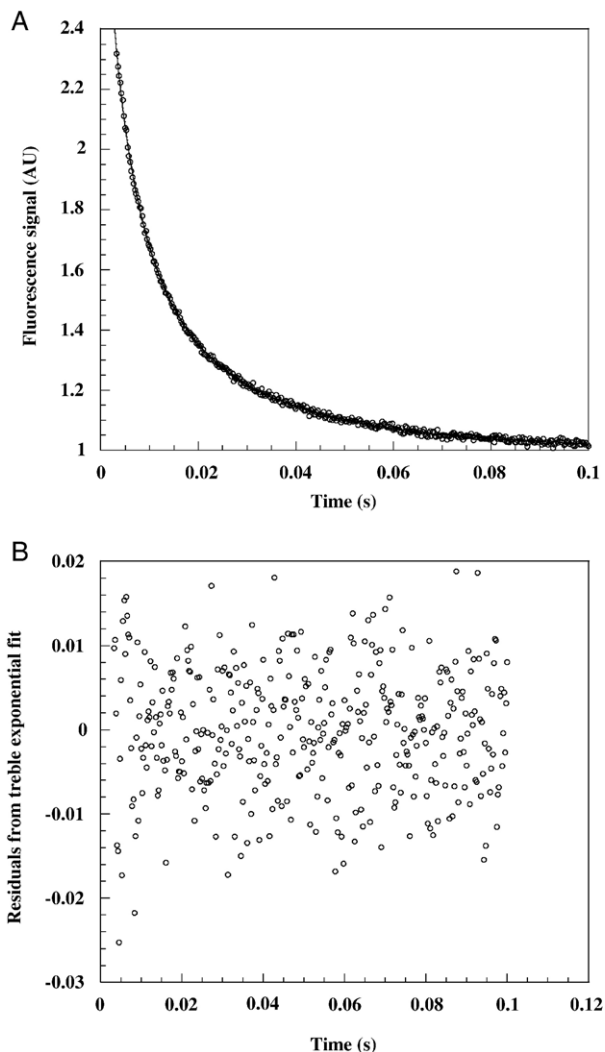 A
2.4
2.2
2
1.8
1.6
1.4
1.2
1
Fluorescence signal (AU)
0 0.02 0.04 0.06 0.08 0.1
Time (s)
B
0.02
0.01
0
-0.01
-0.02
-0.03
Residuals from treble exponential fit
0 0.02 0.04 0.06 0.08 0.1 0.12
Time (s)